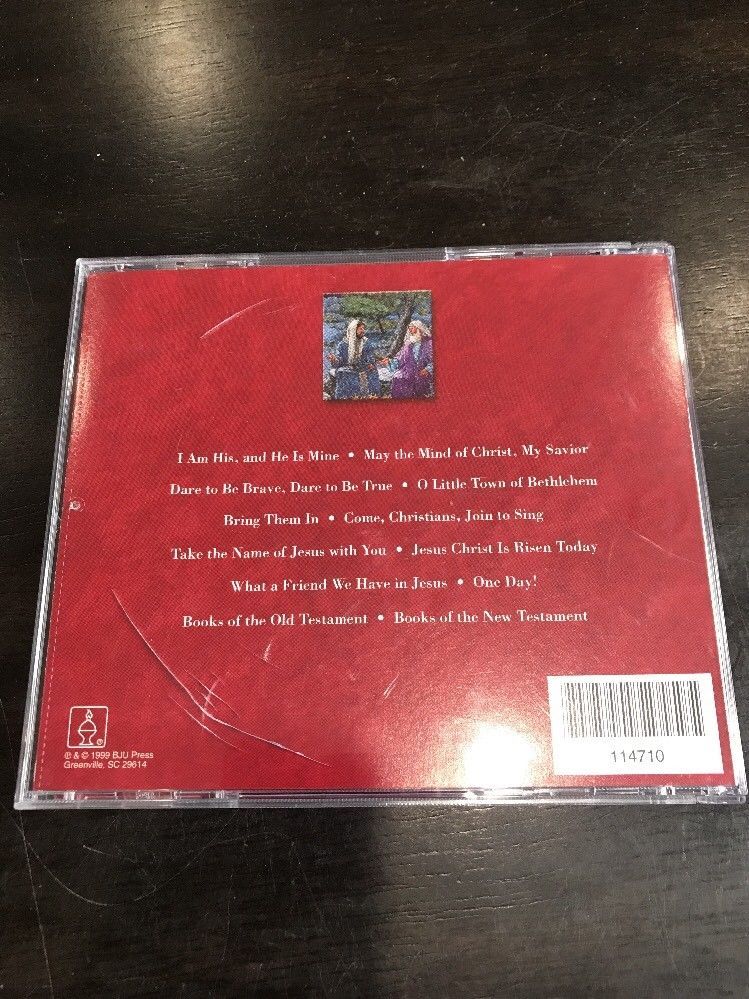 I Am His, and He Is Mine • May the Mind of Christ, My Savior
Dare to Be Brave, Dare to Be True • O Little Town of Bethlehem
Bring Them In • Come, Christians, Join to Sing
Take the Name of Jesus with You • Jesus Christ Is Risen Today
What a Friend We Have in Jesus • One Day!
Books of the Old Testament • Books of the New Testament
℗ & © 1999 BJU Press
Greenville, SC 29614
114710